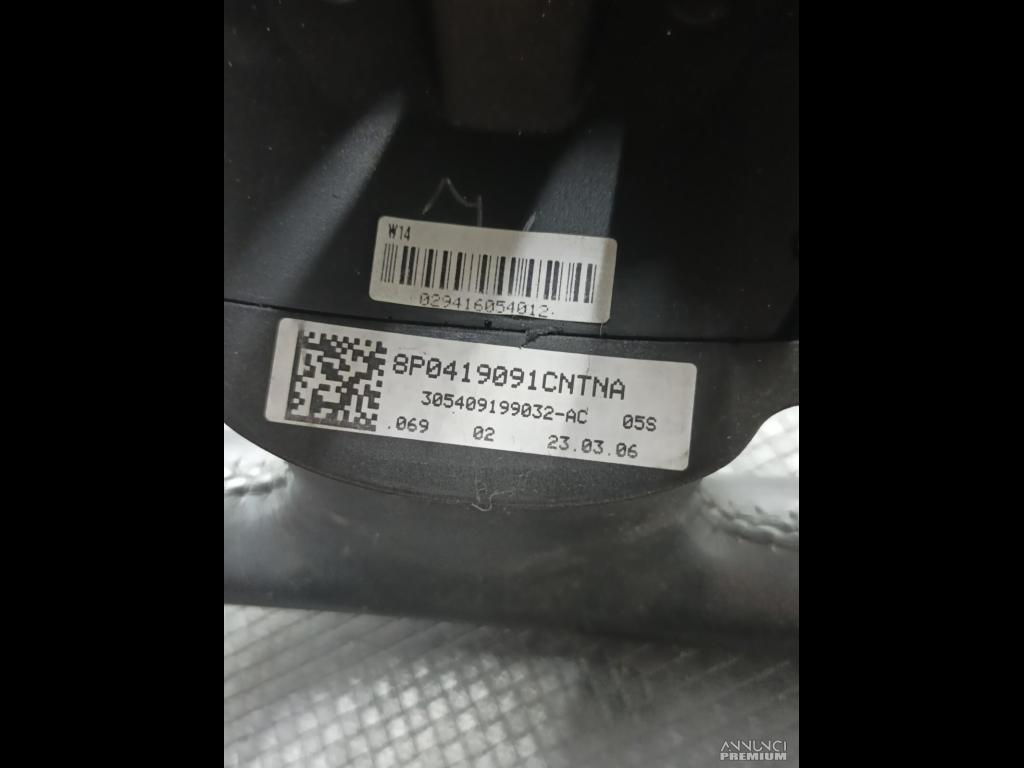 W14
029416054012
8P0419091CNTNA
305409199032-AC 05S
.069 02 23.03.06
ANNUNCI
PREMIUM